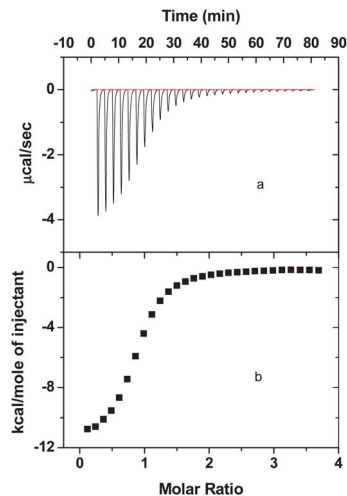 Time (min)
-10 0 10 20 30 40 50 60 70 80 90
0
-2
-4
µcal/sec
a
0
-4
-8
-12
kcal/mole of injectant
b
0 1 2 3 4
Molar Ratio